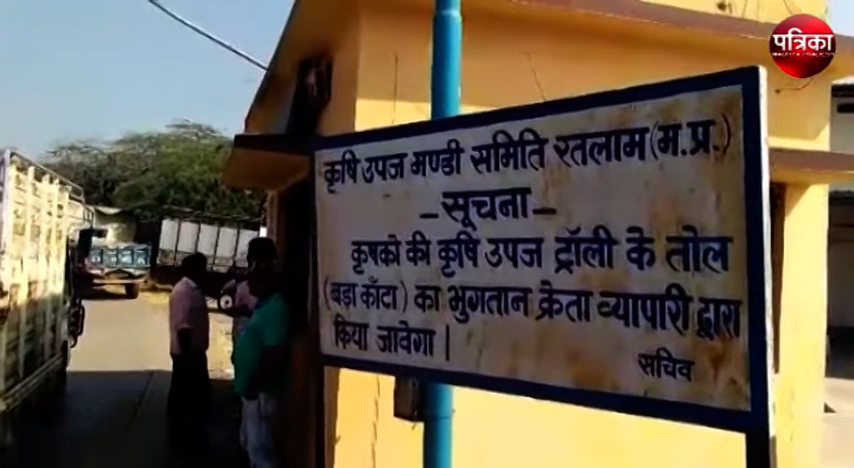 पत्रिका
कृषि उपज मण्डी समिति रतलाम (म.प्र.)
-सूचना-
कृषको की कृषि उपज ट्रॉली के तोल
(बड़ा काँटा) का भुगतान क्रेता व्यापारी द्वारा
किया जावेगा।
सचिव